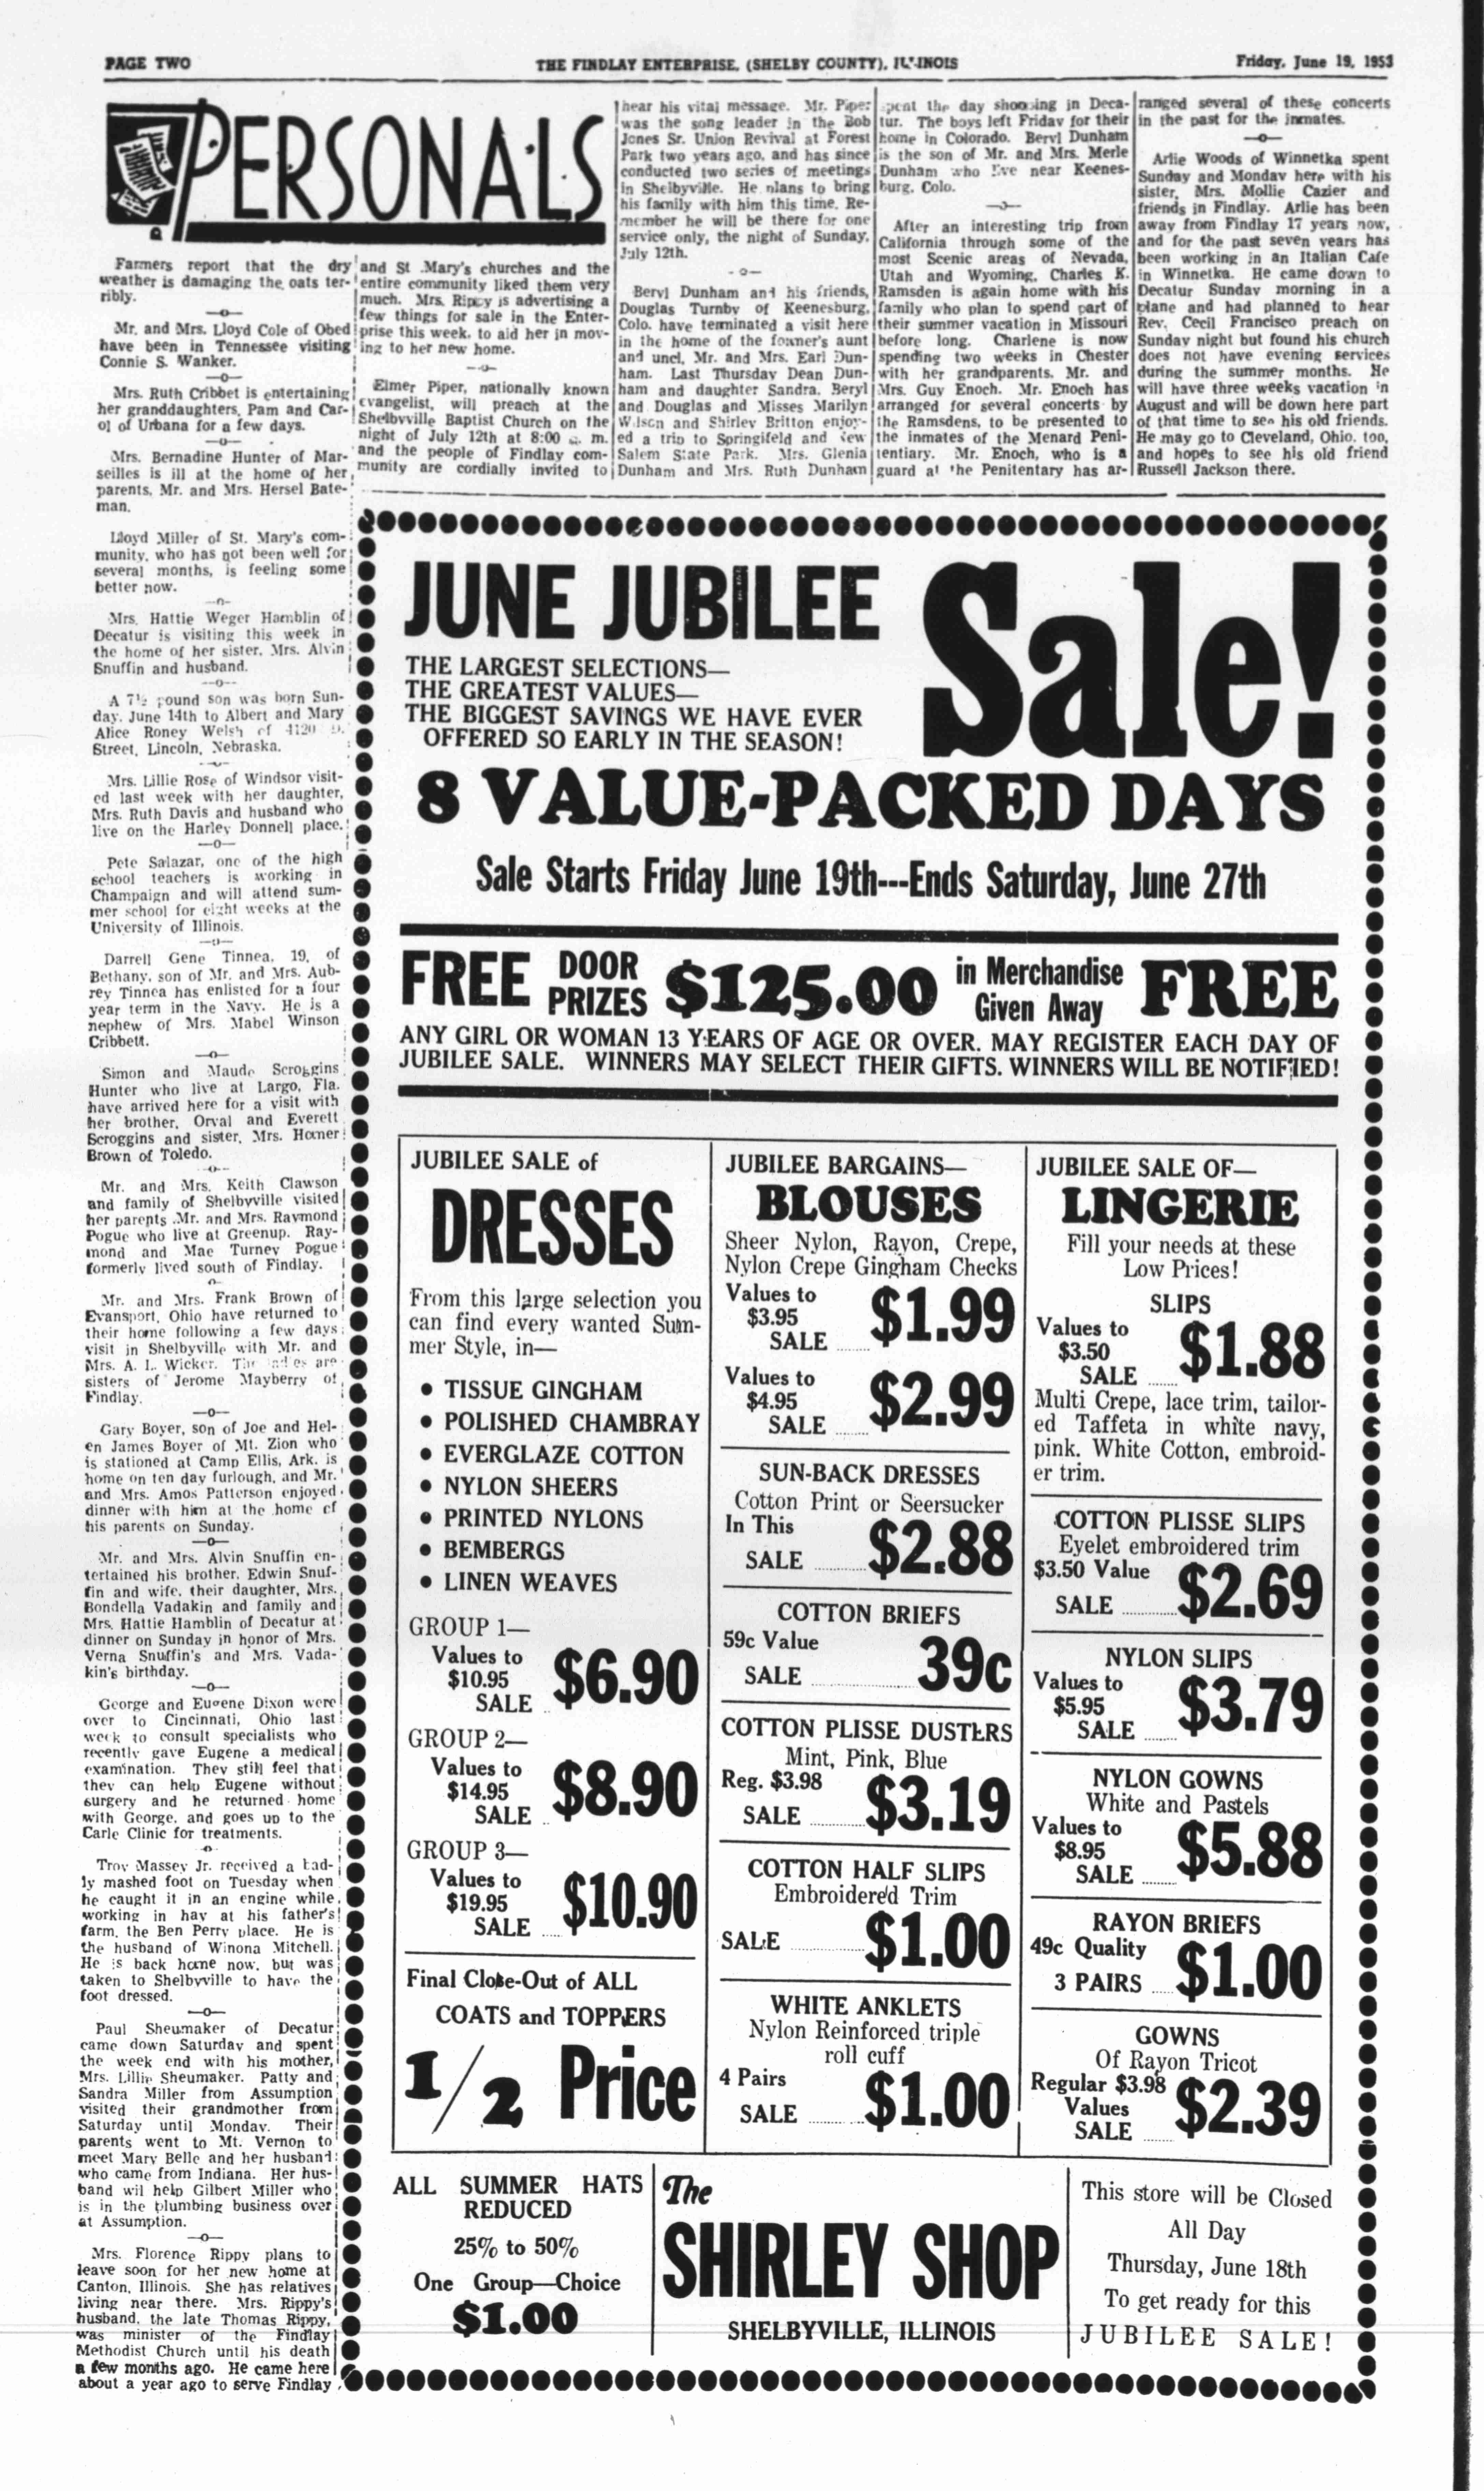 PAGE TWO
THE FINDLAY ENTERPRISE, (SHELBY COUNTY), ILLINOIS
Friday, June 19, 1953
PERSONALS
Farmers report that the dry
weather is damaging the oats ter-
ribly.
—o—
Mr. and Mrs. Lloyd Cole of Obed
have been in Tennessee visiting
Connie S. Wanker.
—o—
Mrs. Ruth Cribbet is entertaining
her granddaughters, Pam and Car-
ol of Urbana for a few days.
—o—
Mrs. Bernadine Hunter of Mar-
seilles is ill at the home of her
parents, Mr. and Mrs. Hersel Bate-
man.
Lloyd Miller of St. Mary's com-
munity, who has not been well for
several months, is feeling some
better now.
—o—
Mrs. Hattie Weger Hamblin of
Decatur is visiting this week in
the home of her sister, Mrs. Alvin
Snuffin and husband.
—o—
A 7½ pound son was born Sun-
day, June 14th to Albert and Mary
Alice Roney Welsh of 4120 D.
Street, Lincoln, Nebraska.
—o—
Mrs. Lillie Rose of Windsor visit-
ed last week with her daughter,
Mrs. Ruth Davis and husband who
live on the Harley Donnell place.
—o—
Pete Salazar, one of the high
school teachers is working in
Champaign and will attend sum-
mer school for eight weeks at the
University of Illinois.
—o—
Darrell Gene Tinnea, 19, of
Bethany, son of Mr. and Mrs. Aub-
rey Tinnea has enlisted for a four
year term in the Navy. He is a
nephew of Mrs. Mabel Winson
Cribbett.
—o—
Simon and Maude Scroggins
Hunter who live at Largo, Fla.
have arrived here for a visit with
her brother, Orval and Everett
Scroggins and sister, Mrs. Homer
Brown of Toledo.
—o—
Mr. and Mrs. Keith Clawson
and family of Shelbyville visited
her parents Mr. and Mrs. Raymond
Pogue who live at Greenup. Ray-
mond and Mae Turney Pogue
formerly lived south of Findlay.
o
Mr. and Mrs. Frank Brown of
Evansport, Ohio have returned to
their home following a few days
visit in Shelbyville with Mr. and
Mrs. A. L. Wicker. The ladies are
sisters of Jerome Mayberry of
Findlay.
—o—
Gary Boyer, son of Joe and Hel-
en James Boyer of Mt. Zion who
is stationed at Camp Ellis, Ark. is
home on ten day furlough, and Mr.
and Mrs. Amos Patterson enjoyed
dinner with him at the home of
his parents on Sunday.
—o—
Mr. and Mrs. Alvin Snuffin en-
tertained his brother, Edwin Snuf-
fin and wife, their daughter, Mrs.
Bondella Vadakin and family and
Mrs. Hattie Hamblin of Decatur at
dinner on Sunday in honor of Mrs.
Verna Snuffin's and Mrs. Vada-
kin's birthday.
—o—
George and Eugene Dixon were
over to Cincinnati, Ohio last
week to consult specialists who
recently gave Eugene a medical
examination. They still feel that
they can help Eugene without
surgery and he returned home
with George, and goes up to the
Carle Clinic for treatments.
o
Troy Massey Jr. received a bad-
ly mashed foot on Tuesday when
he caught it in an engine while
working in hay at his father's
farm, the Ben Perry place. He is
the husband of Winona Mitchell.
He is back home now, but was
taken to Shelbyville to have the
foot dressed.
—o—
Paul Sheumaker of Decatur
came down Saturday and spent
the week end with his mother,
Mrs. Lillie Sheumaker. Patty and
Sandra Miller from Assumption
visited their grandmother from
Saturday until Monday. Their
parents went to Mt. Vernon to
meet Mary Belle and her husband
who came from Indiana. Her hus-
band wil help Gilbert Miller who
is in the plumbing business over
at Assumption.
—o—
Mrs. Florence Rippy plans to
leave soon for her new home at
Canton, Illinois. She has relatives
living near there. Mrs. Rippy's
husband, the late Thomas Rippy,
was minister of the Findlay
Methodist Church until his death
a few months ago. He came here
about a year ago to serve Findlay
and St Mary's churches and the
entire community liked them very
much. Mrs. Rippy is advertising a
few things for sale in the Enter-
prise this week, to aid her in mov-
ing to her new home.
—o—
Elmer Piper, nationally known
evangelist, will preach at the
Shelbyville Baptist Church on the
night of July 12th at 8:00 m.
and the people of Findlay com-
munity are cordially invited to
hear his vital message. Mr. Piper
was the song leader in the Bob
Jones Sr. Union Revival at Forest
Park two years ago, and has since
conducted two series of meetings
in Shelbyville. He plans to bring
his family with him this time. Re-
member he will be there for one
service only, the night of Sunday,
July 12th.
—o—
Beryl Dunham and his friends,
Douglas Turnby of Keenesburg,
Colo. have terminated a visit here
in the home of the former's aunt
and uncl, Mr. and Mrs. Earl Dun-
ham. Last Thursday Dean Dun-
ham and daughter Sandra, Beryl
and Douglas and Misses Marilyn
Wilson and Shirley Britton enjoy-
ed a trip to Springifeld and New
Salem State Park. Mrs. Glenia
Dunham and Mrs. Ruth Dunham
spent the day shopping in Deca-
tur. The boys left Friday for their
home in Colorado. Beryl Dunham
is the son of Mr. and Mrs. Merle
Dunham who live near Keenes-
burg, Colo.
—o—
After an interesting trip from
California through some of the
most Scenic areas of Nevada,
Utah and Wyoming, Charles K.
Ramsden is again home with his
family who plan to spend part of
their summer vacation in Missouri
before long. Charlene is now
spending two weeks in Chester
with her grandparents, Mr. and
Mrs. Guy Enoch. Mr. Enoch has
arranged for several concerts by
the Ramsdens, to be presented to
the inmates of the Menard Peni-
tentiary. Mr. Enoch, who is a
guard at the Penitentary has ar-
ranged several of these concerts
in the past for the inmates.
—o—
Arlie Woods of Winnetka spent
Sunday and Monday here with his
sister, Mrs. Mollie Cazier and
friends in Findlay. Arlie has been
away from Findlay 17 years now,
and for the past seven years has
been working in an Italian Cafe
in Winnetka. He came down to
Decatur Sunday morning in a
plane and had planned to hear
Rev. Cecil Francisco preach on
Sunday night but found his church
does not have evening services
during the summer months. He
will have three weeks vacation in
August and will be down here part
of that time to see his old friends.
He may go to Cleveland, Ohio, too,
and hopes to see his old friend
Russell Jackson there.
JUNE JUBILEE Sale!
THE LARGEST SELECTIONS—
THE GREATEST VALUES—
THE BIGGEST SAVINGS WE HAVE EVER
OFFERED SO EARLY IN THE SEASON!
8 VALUE-PACKED DAYS
Sale Starts Friday June 19th---Ends Saturday, June 27th
FREE DOOR PRIZES $125.00 in Merchandise Given Away FREE
ANY GIRL OR WOMAN 13 YEARS OF AGE OR OVER. MAY REGISTER EACH DAY OF
JUBILEE SALE. WINNERS MAY SELECT THEIR GIFTS. WINNERS WILL BE NOTIFIED!
JUBILEE SALE of
DRESSES
From this large selection you
can find every wanted Sum-
mer Style, in—
• TISSUE GINGHAM
• POLISHED CHAMBRAY
• EVERGLAZE COTTON
• NYLON SHEERS
• PRINTED NYLONS
• BEMBERGS
• LINEN WEAVES
GROUP 1—
Values to
$10.95
SALE .. $6.90
GROUP 2—
Values to
$14.95
SALE .. $8.90
GROUP 3—
Values to
$19.95
SALE .... $10.90
Final Close-Out of ALL
COATS and TOPPERS
1/2 Price
JUBILEE BARGAINS—
BLOUSES
Sheer Nylon, Rayon, Crepe,
Nylon Crepe Gingham Checks
Values to
$3.95
SALE ...... $1.99
Values to
$4.95
SALE ...... $2.99
SUN-BACK DRESSES
Cotton Print or Seersucker
In This
SALE ......... $2.88
COTTON BRIEFS
59c Value
SALE ................ 39c
COTTON PLISSE DUSTERS
Mint, Pink, Blue
Reg. $3.98
SALE ......... $3.19
COTTON HALF SLIPS
Embroidered Trim
SALE ............ $1.00
WHITE ANKLETS
Nylon Reinforced triple
roll cuff
4 Pairs
SALE ......... $1.00
JUBILEE SALE OF—
LINGERIE
Fill your needs at these
Low Prices!
SLIPS
Values to
$3.50
SALE ..... $1.88
Multi Crepe, lace trim, tailor-
ed Taffeta in white navy,
pink. White Cotton, embroid-
er trim.
COTTON PLISSE SLIPS
Eyelet embroidered trim
$3.50 Value
SALE ......... $2.69
NYLON SLIPS
Values to
$5.95
SALE ...... $3.79
NYLON GOWNS
White and Pastels
Values to
$8.95
SALE ...... $5.88
RAYON BRIEFS
49c Quality
3 PAIRS .... $1.00
GOWNS
Of Rayon Tricot
Regular $3.98
Values
SALE ..... $2.39
ALL SUMMER HATS
REDUCED
25% to 50%
One Group—Choice
$1.00
The
SHIRLEY SHOP
SHELBYVILLE, ILLINOIS
This store will be Closed
All Day
Thursday, June 18th
To get ready for this
JUBILEE SALE!